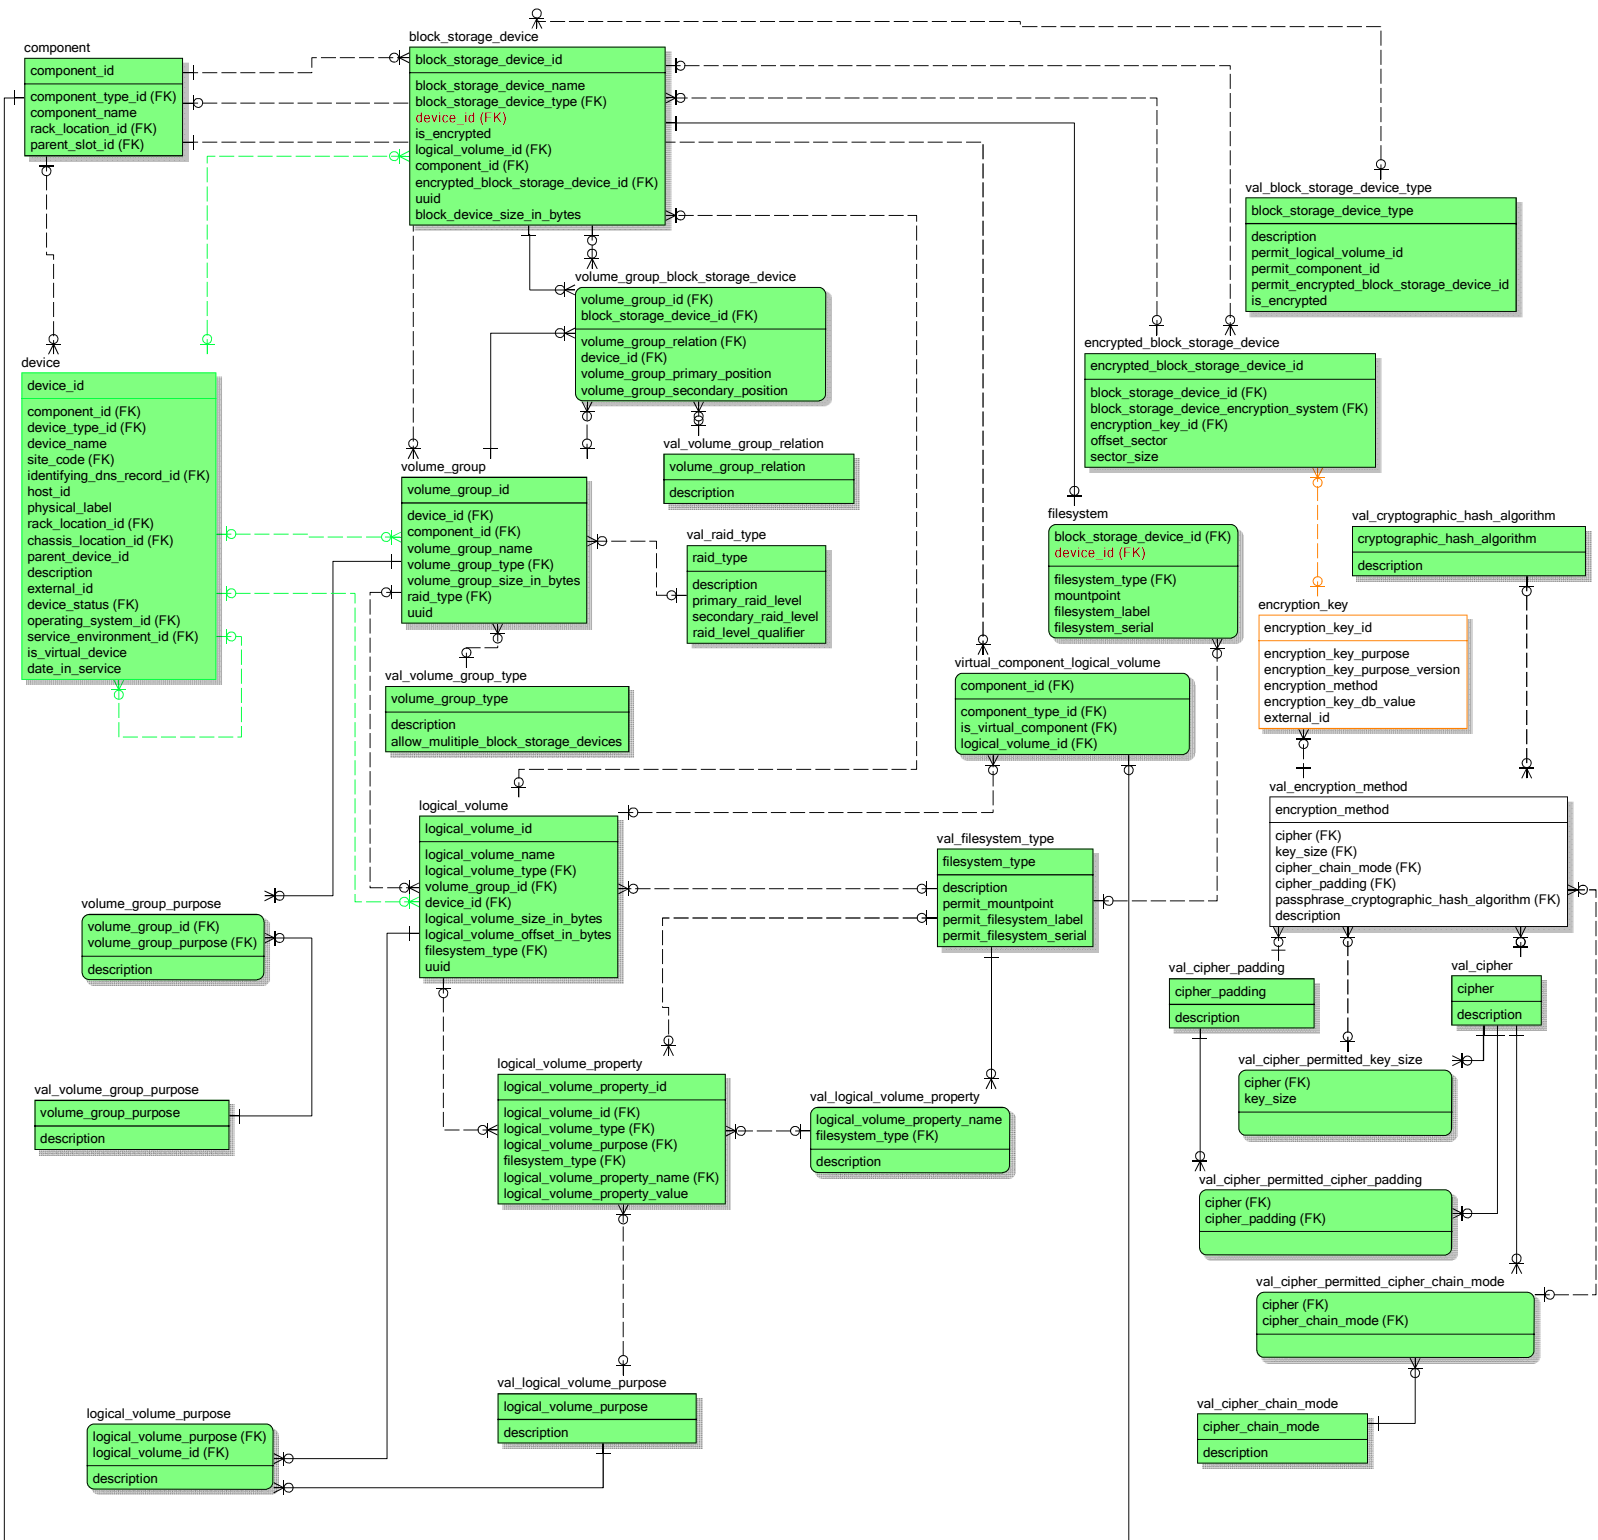 block_storage_device
block_storage_device_id
block_storage_device_name
block_storage_device_type (FK)
device_id (FK)
is_encrypted
logical_volume_id (FK)
component_id (FK)
encrypted_block_storage_device_id (FK)
uuid
block_device_size_in_bytes
component
component_id
component_type_id (FK)
component_name
rack_location_id (FK)
parent_slot_id (FK)
val_block_storage_device_type
block_storage_device_type
description
permit_logical_volume_id
permit_component_id
permit_encrypted_block_storage_device_id
is_encrypted
volume_group_block_storage_device
volume_group_id (FK)
block_storage_device_id (FK)
volume_group_relation (FK)
device_id (FK)
volume_group_primary_position
volume_group_secondary_position
encrypted_block_storage_device
encrypted_block_storage_device_id
block_storage_device_id (FK)
block_storage_device_encryption_system (FK)
encryption_key_id (FK)
offset_sector
sector_size
device
device_id
component_id (FK)
device_type_id (FK)
device_name
site_code (FK)
identifying_dns_record_id (FK)
host_id
physical_label
rack_location_id (FK)
chassis_location_id (FK)
parent_device_id
description
external_id
device_status (FK)
operating_system_id (FK)
service_environment_id (FK)
is_virtual_device
date_in_service
val_volume_group_relation
volume_group_relation
description
volume_group
volume_group_id
device_id (FK)
component_id (FK)
volume_group_name
volume_group_type (FK)
volume_group_size_in_bytes
raid_type (FK)
uuid
val_raid_type
raid_type
description
primary_raid_level
secondary_raid_level
raid_level_qualifier
filesystem
block_storage_device_id (FK)
device_id (FK)
filesystem_type (FK)
mountpoint
filesystem_label
filesystem_serial
val_cryptographic_hash_algorithm
cryptographic_hash_algorithm
description
encryption_key
encryption_key_id
encryption_key_purpose
encryption_key_purpose_version
encryption_method
encryption_key_db_value
external_id
val_volume_group_type
volume_group_type
description
allow_mulitiple_block_storage_devices
virtual_component_logical_volume
component_id (FK)
component_type_id (FK)
is_virtual_component (FK)
logical_volume_id (FK)
val_encryption_method
encryption_method
cipher (FK)
key_size (FK)
cipher_chain_mode (FK)
cipher_padding (FK)
passphrase_cryptographic_hash_algorithm (FK)
description
logical_volume
logical_volume_id
logical_volume_name
logical_volume_type (FK)
volume_group_id (FK)
device_id (FK)
logical_volume_size_in_bytes
logical_volume_offset_in_bytes
filesystem_type (FK)
uuid
val_filesystem_type
filesystem_type
description
permit_mountpoint
permit_filesystem_label
permit_filesystem_serial
volume_group_purpose
volume_group_id (FK)
volume_group_purpose (FK)
description
val_cipher_padding
cipher_padding
description
val_cipher
cipher
description
val_cipher_permitted_key_size
cipher (FK)
key_size
logical_volume_property
logical_volume_property_id
logical_volume_id (FK)
logical_volume_type (FK)
logical_volume_purpose (FK)
filesystem_type (FK)
logical_volume_property_name (FK)
logical_volume_property_value
val_volume_group_purpose
volume_group_purpose
description
val_logical_volume_property
logical_volume_property_name
filesystem_type (FK)
description
val_cipher_permitted_cipher_padding
cipher (FK)
cipher_padding (FK)
val_cipher_permitted_cipher_chain_mode
cipher (FK)
cipher_chain_mode (FK)
val_logical_volume_purpose
logical_volume_purpose
description
logical_volume_purpose
logical_volume_purpose (FK)
logical_volume_id (FK)
description
val_cipher_chain_mode
cipher_chain_mode
description